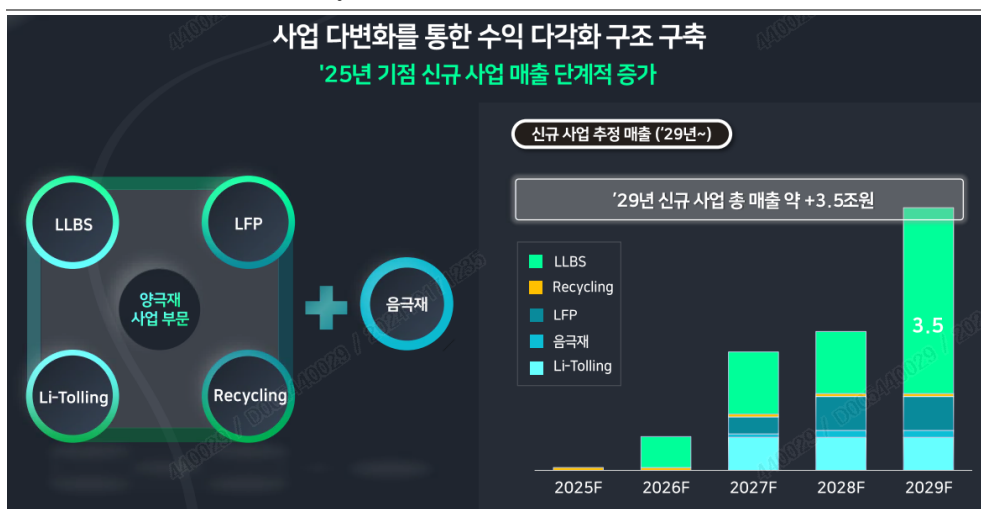 사업 다변화를 통한 수익 다각화 구조 구축
'25년 기점 신규 사업 매출 단계적 증가
신규 사업 추정 매출 ('29년~)
'29년 신규 사업 총 매출 약 +3.5조원
LLBS
LFP
양극재
사업 부문
Li-Tolling
Recycling
음극재
LLBS
Recycling
LFP
음극재
Li-Tolling
3.5
2025F 2026F 2027F 2028F 2029F